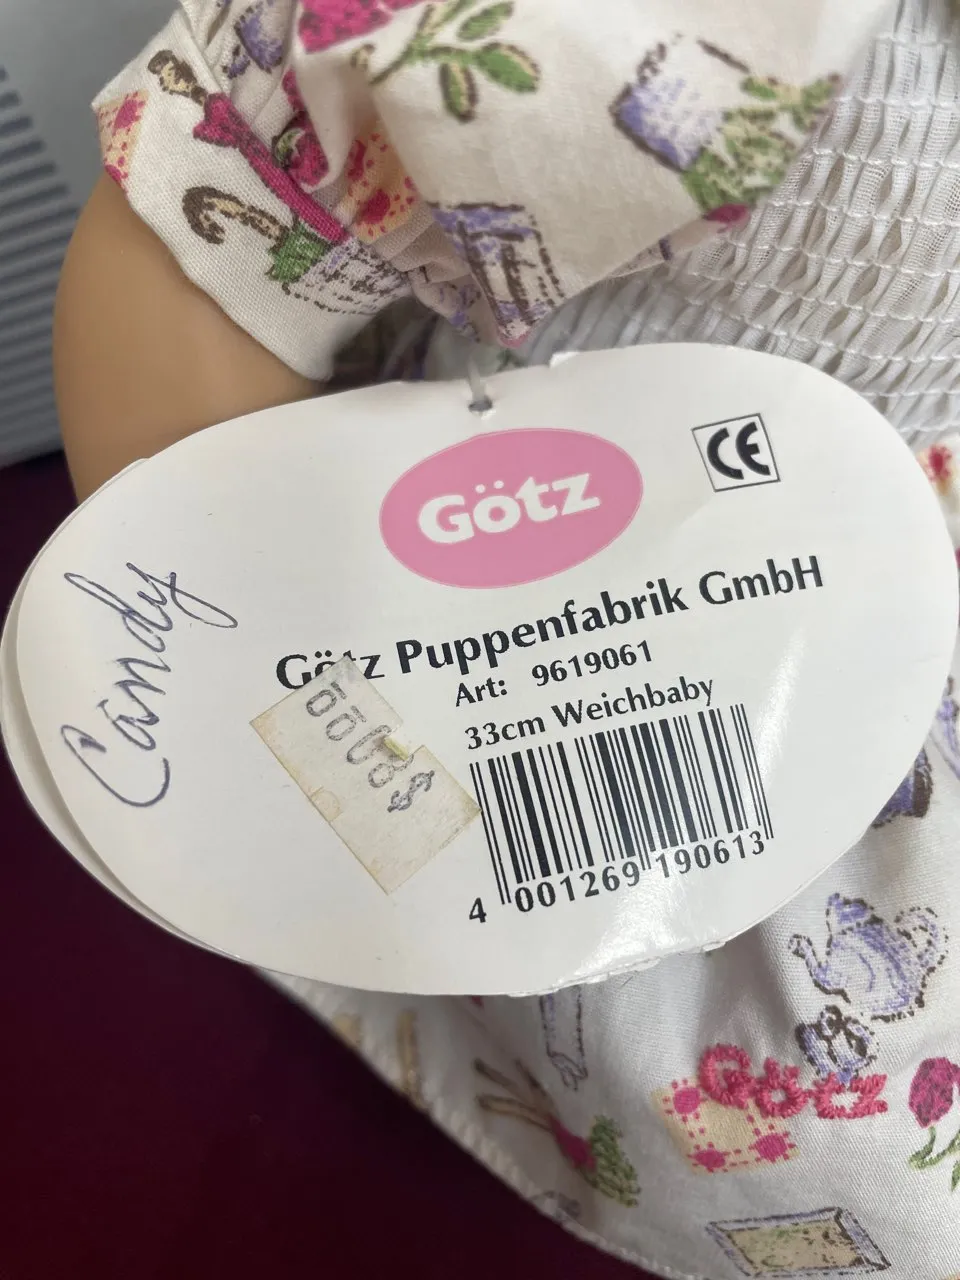 Götz
CE
Götz Puppenfabrik GmbH
Art: 9619061
33cm Weichbaby
4 001269 190613
Candy
Götz